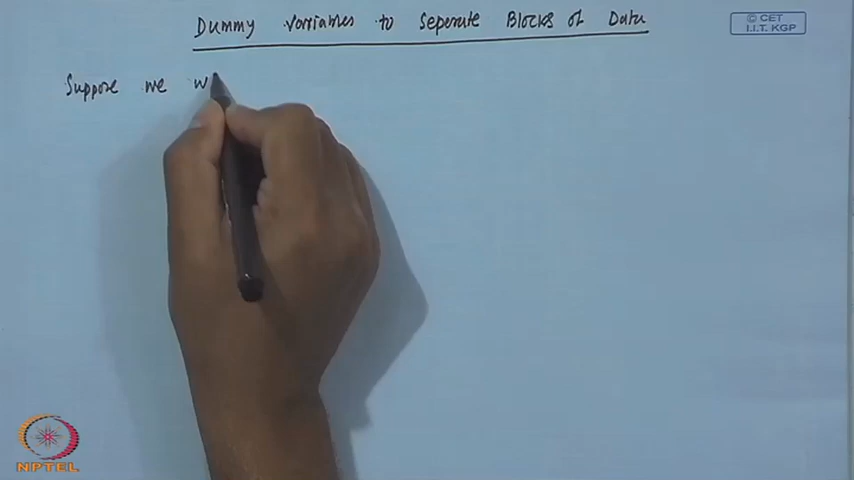 Dummy Variables to Seperate Blocks of Data
© CET
I.I.T. KGP
Suppose we w
NPTEL